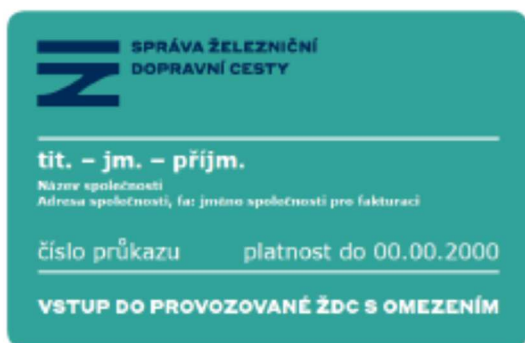 SPRÁVA ŽELEZNIČNÍ
DOPRAVNÍ CESTY
tit. – jm. – příjm.
Název společnosti
Adresa společnosti, fa: jméno společnosti pro fakturaci
číslo průkazu platnost do 00.00.2000
VSTUP DO PROVOZOVANÉ ŽDC S OMEZENÍM